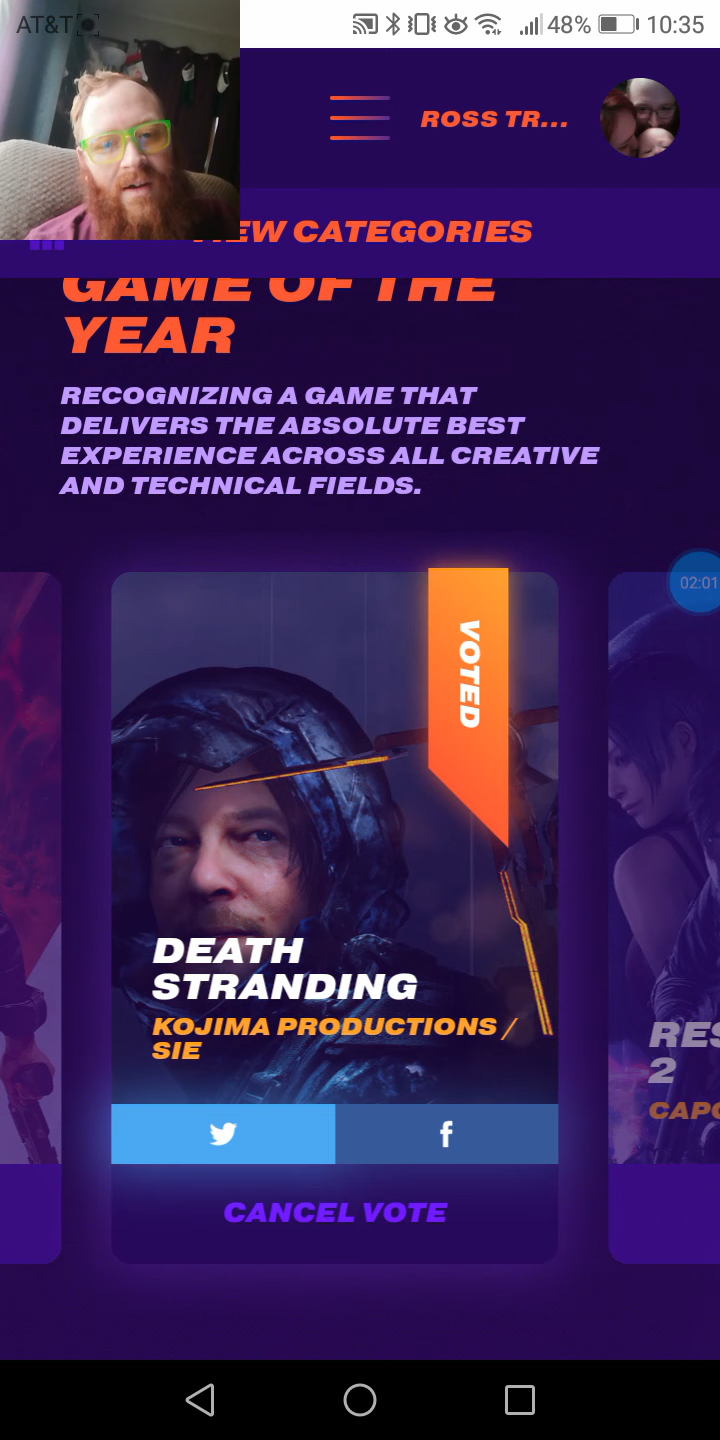 AT&T
48% 10:35
ROSS TR...
VIEW CATEGORIES
GAME OF THE
YEAR
RECOGNIZING A GAME THAT
DELIVERS THE ABSOLUTE BEST
EXPERIENCE ACROSS ALL CREATIVE
AND TECHNICAL FIELDS.
02:01
VOTED
DEATH
STRANDING
KOJIMA PRODUCTIONS /
SIE
RES
2
CAPC
CANCEL VOTE